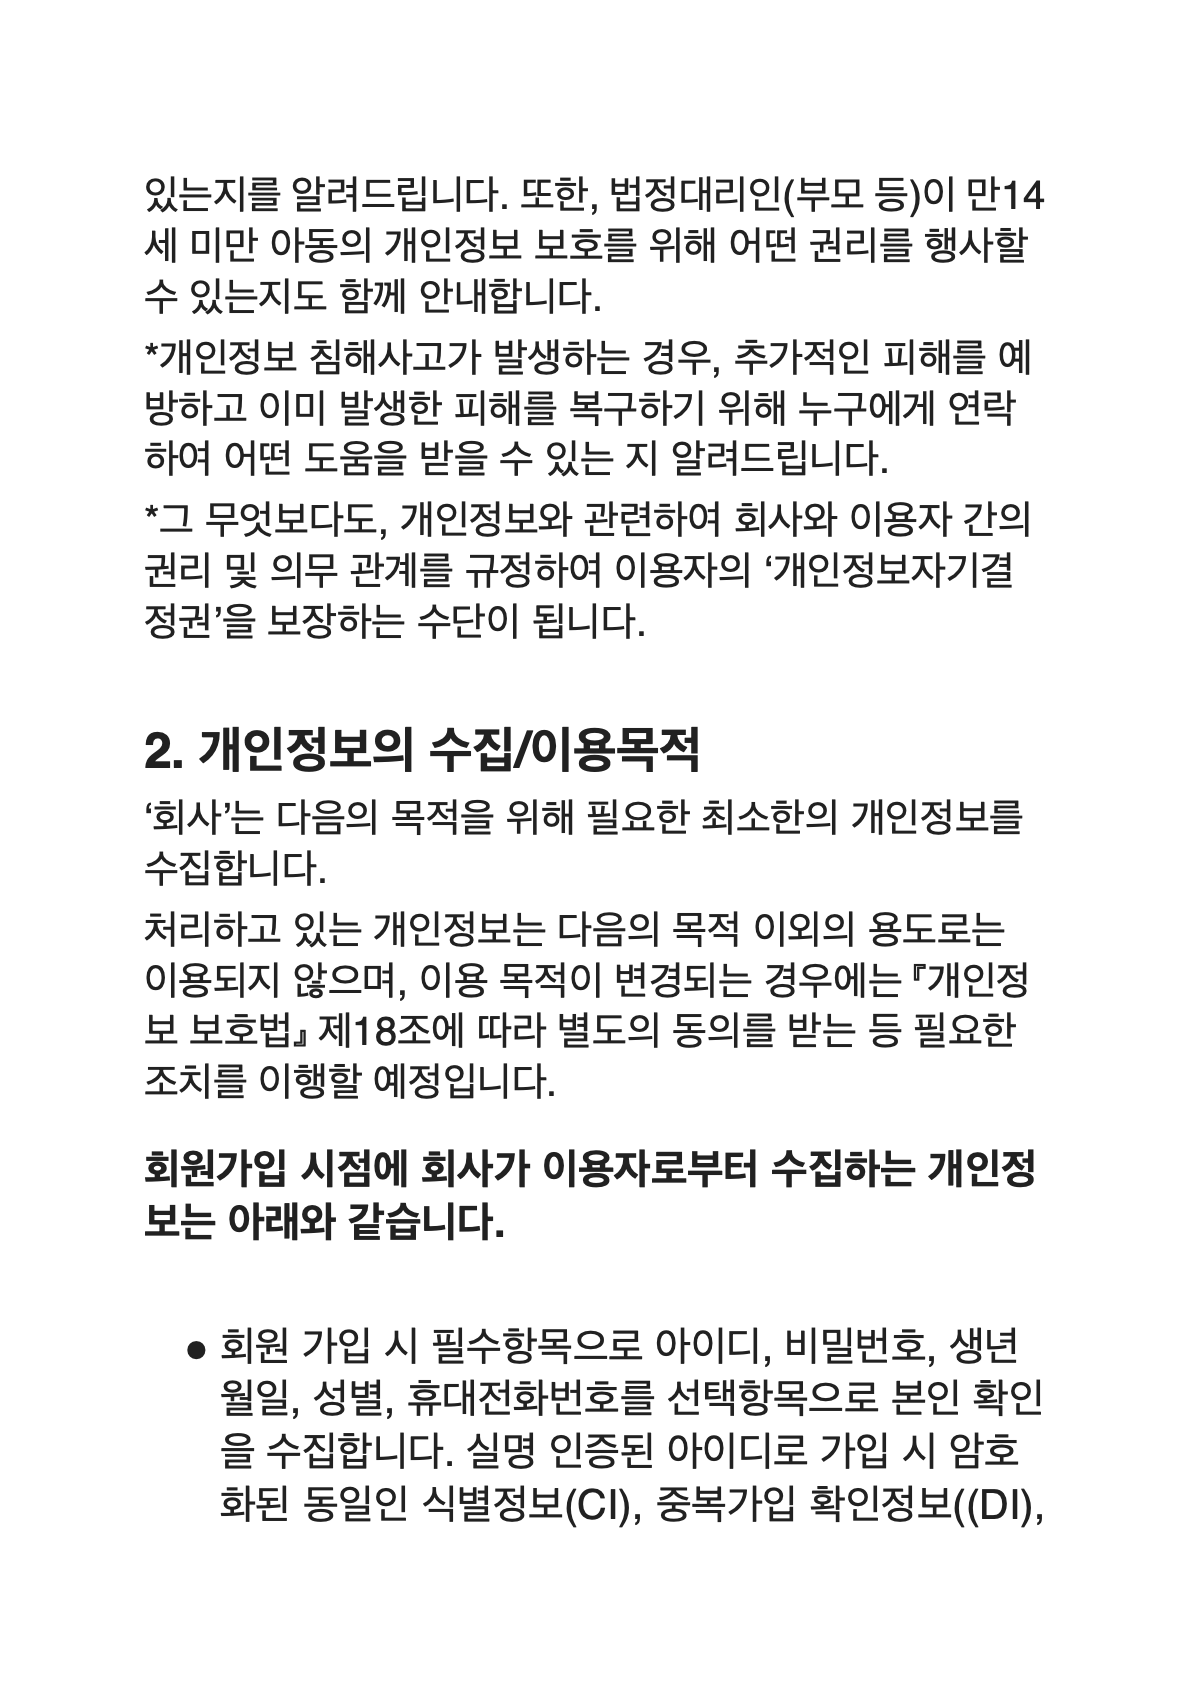 있는지를 알려드립니다. 또한, 법정대리인(부모 등)이 만14
세 미만 아동의 개인정보 보호를 위해 어떤 권리를 행사할
수 있는지도 함께 안내합니다.
*개인정보 침해사고가 발생하는 경우, 추가적인 피해를 예
방하고 이미 발생한 피해를 복구하기 위해 누구에게 연락
하여 어떤 도움을 받을 수 있는 지 알려드립니다.
*그 무엇보다도, 개인정보와 관련하여 회사와 이용자 간의
권리 및 의무 관계를 규정하여 이용자의 ‘개인정보자기결
정권’을 보장하는 수단이 됩니다.
2. 개인정보의 수집/이용목적
‘회사’는 다음의 목적을 위해 필요한 최소한의 개인정보를
수집합니다.
처리하고 있는 개인정보는 다음의 목적 이외의 용도로는
이용되지 않으며, 이용 목적이 변경되는 경우에는 『개인정
보 보호법』 제18조에 따라 별도의 동의를 받는 등 필요한
조치를 이행할 예정입니다.
회원가입 시점에 회사가 이용자로부터 수집하는 개인정
보는 아래와 같습니다.
● 회원 가입 시 필수항목으로 아이디, 비밀번호, 생년
월일, 성별, 휴대전화번호를 선택항목으로 본인 확인
을 수집합니다. 실명 인증된 아이디로 가입 시 암호
화된 동일인 식별정보(CI), 중복가입 확인정보((DI),